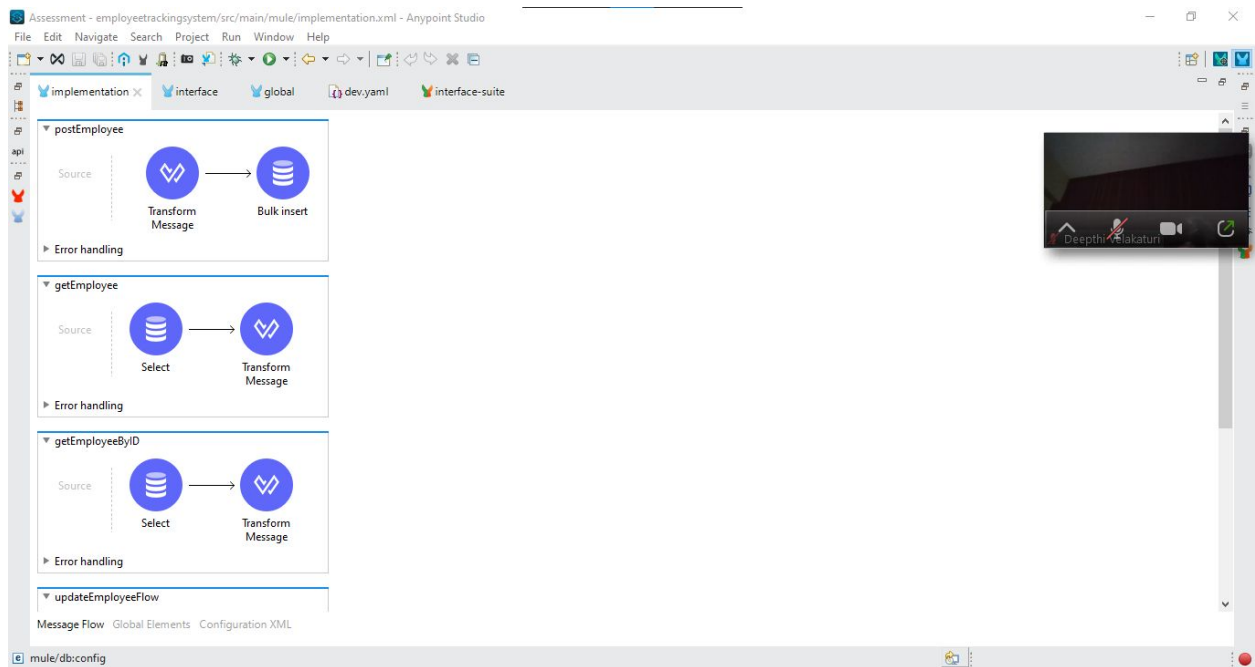 Assessment - employeetrackingsystem/src/main/mule/implementation.xml - Anypoint Studio
File Edit Navigate Search Project Run Window Help
implementation interface global dev.yaml interface-suite
postEmployee
api
Source
Transform Message
Bulk insert
Error handling
Deepthi Velakaturi
getEmployee
Source
Select
Transform Message
Error handling
getEmployeeByID
Source
Select
Transform Message
Error handling
updateEmployeeFlow
Message Flow Global Elements Configuration XML
mule/db:config